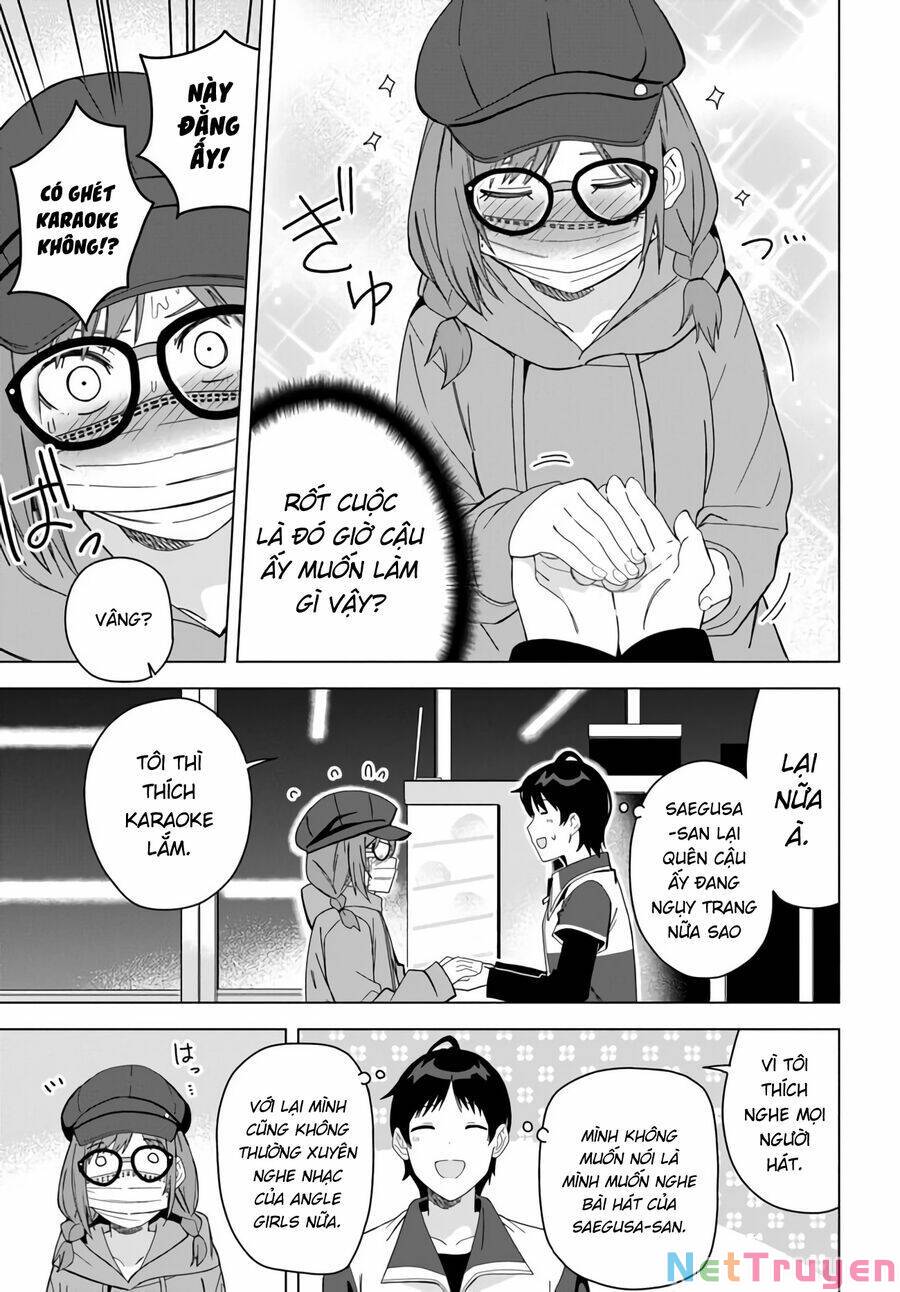 ぎゅ
RỐT CUỘC
LÀ ĐÓ GIỜ CẬU
ẤY MUỐN LÀM
GÌ VẬY?
NÀY
ĐẰNG
ẤY!
CÓ GHÉT
KARAOKE
KHÔNG!?
ばっ
VÂNG?
LẠI
NỮA
À.
SAEGUSA
-SAN LẠI
QUÊN CẬU
ẤY ĐANG
NGỤY TRANG
NỮA SAO
TÔI THÌ
THÍCH
KARAOKE
LẮM.
VÌ TÔI
THÍCH
NGHE MỌI
NGƯỜI
HÁT.
MÌNH KHÔNG
MUỐN NÓI LÀ
MÌNH MUỐN NGHE
BÀI HÁT CỦA
SAEGUSA-SAN.
VỚI LẠI MÌNH
CŨNG KHÔNG
THƯỜNG XUYÊN
NGHE NHẠC
CỦA ANGLE
GIRLS NỮA.
はっ
NetTruyen